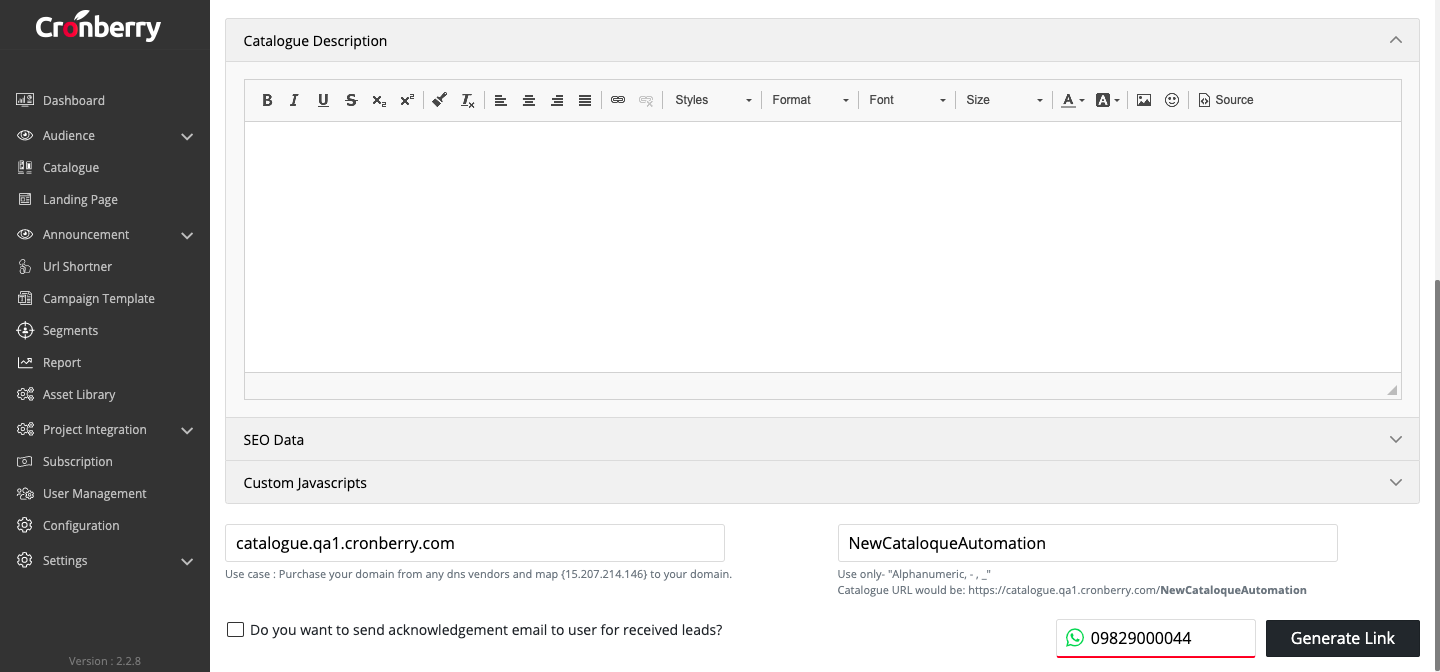 Cronberry
Dashboard
Audience
Catalogue
Landing Page
Announcement
Url Shortner
Campaign Template
Segments
Report
Asset Library
Project Integration
Subscription
User Management
Configuration
Settings
Version : 2.2.8
Catalogue Description
B I U S x₂ x² Tx Styles Format Font Size A A Source
SEO Data
Custom Javascripts
catalogue.qa1.cronberry.com
Use case : Purchase your domain from any dns vendors and map {15.207.214.146} to your domain.
NewCataloqueAutomation
Use only- "Alphanumeric, - , _"
Catalogue URL would be: https://catalogue.qa1.cronberry.com/NewCataloqueAutomation
Do you want to send acknowledgement email to user for received leads?
09829000044
Generate Link